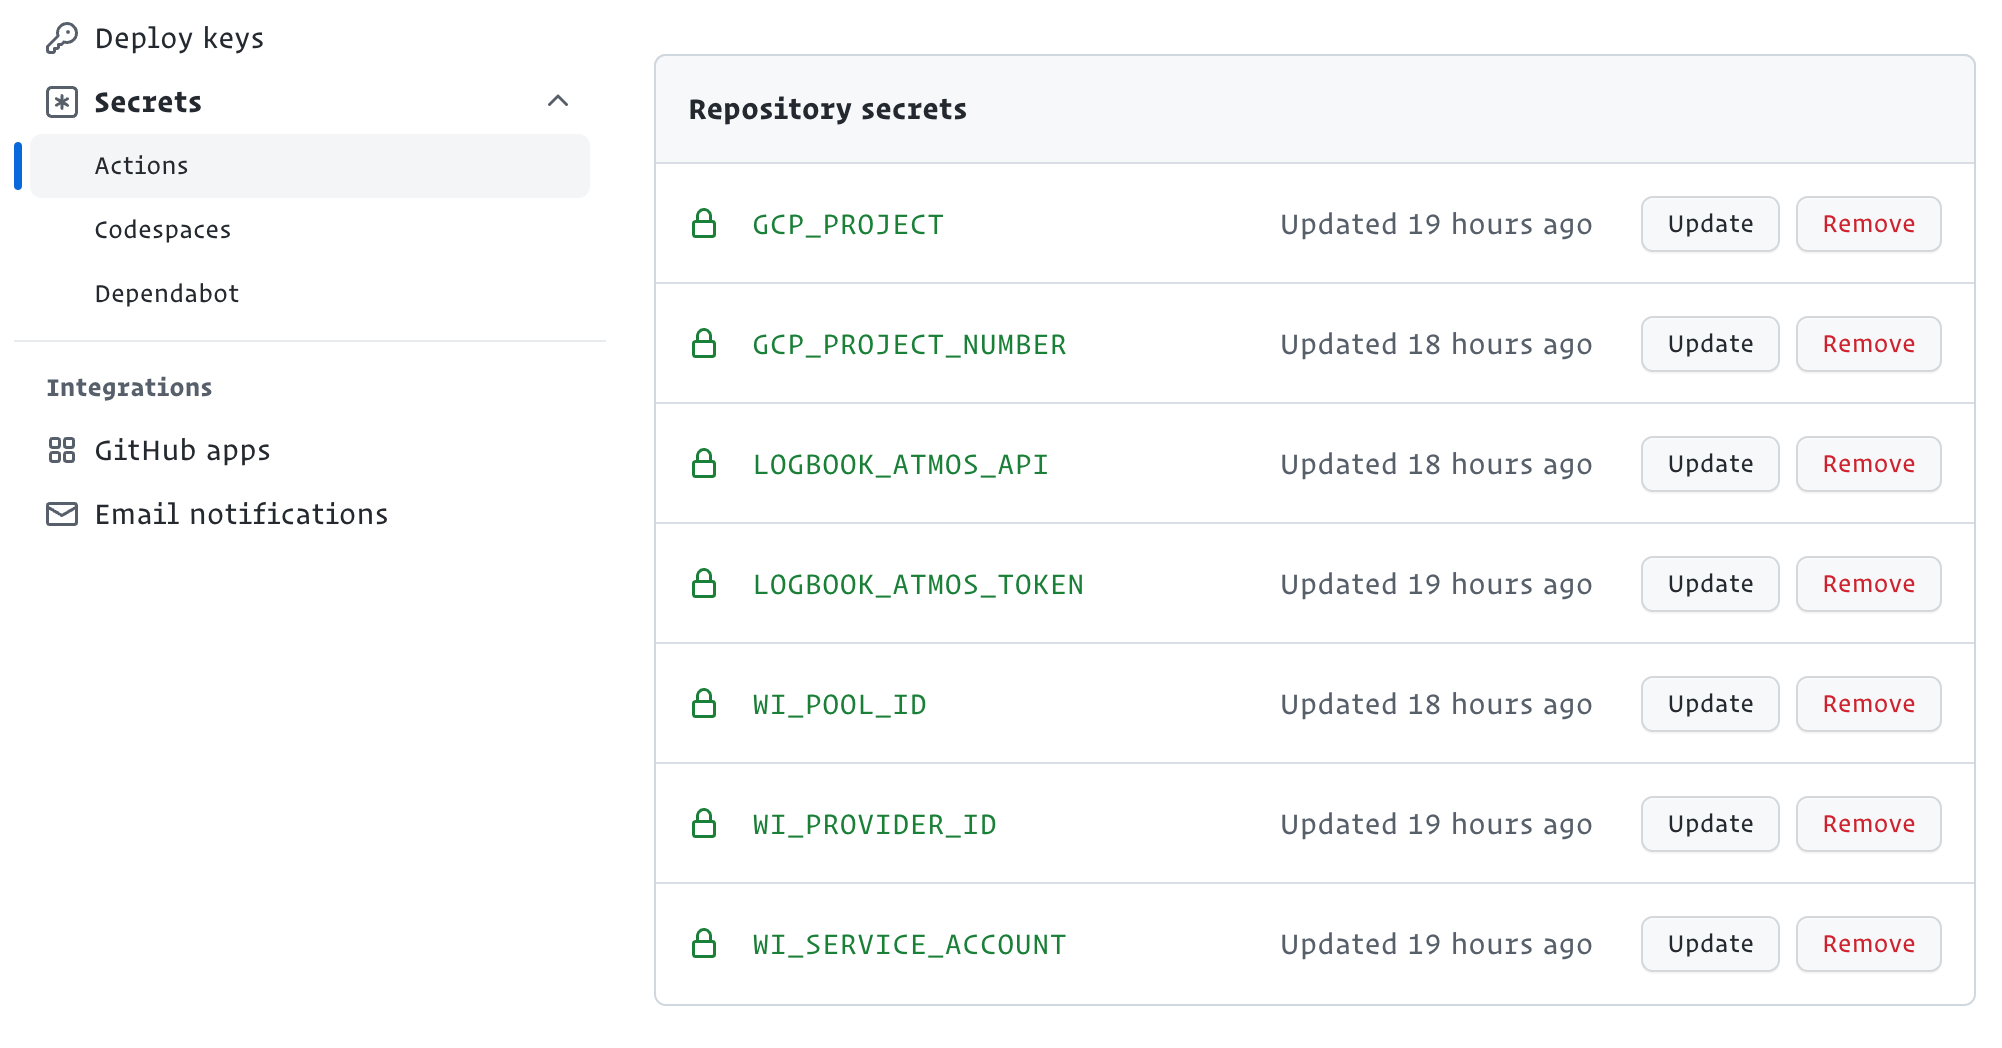 Deploy keys
Secrets
Actions
Codespaces
Dependabot
Integrations
GitHub apps
Email notifications
Repository secrets
GCP_PROJECT Updated 19 hours ago Update Remove
GCP_PROJECT_NUMBER Updated 18 hours ago Update Remove
LOGBOOK_ATMOS_API Updated 18 hours ago Update Remove
LOGBOOK_ATMOS_TOKEN Updated 19 hours ago Update Remove
WI_POOL_ID Updated 18 hours ago Update Remove
WI_PROVIDER_ID Updated 19 hours ago Update Remove
WI_SERVICE_ACCOUNT Updated 19 hours ago Update Remove